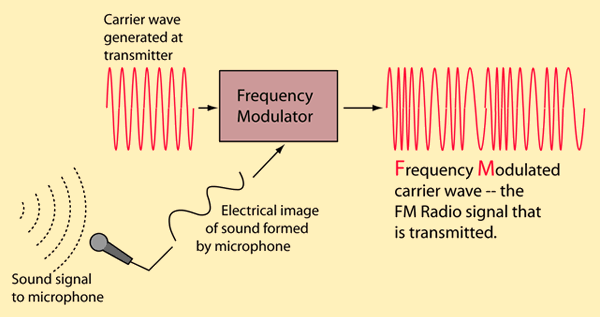 Carrier wave
generated at
transmitter
Frequency
Modulator
Frequency Modulated
carrier wave -- the
FM Radio signal that
is transmitted.
Electrical image
of sound formed
by microphone
Sound signal
to microphone